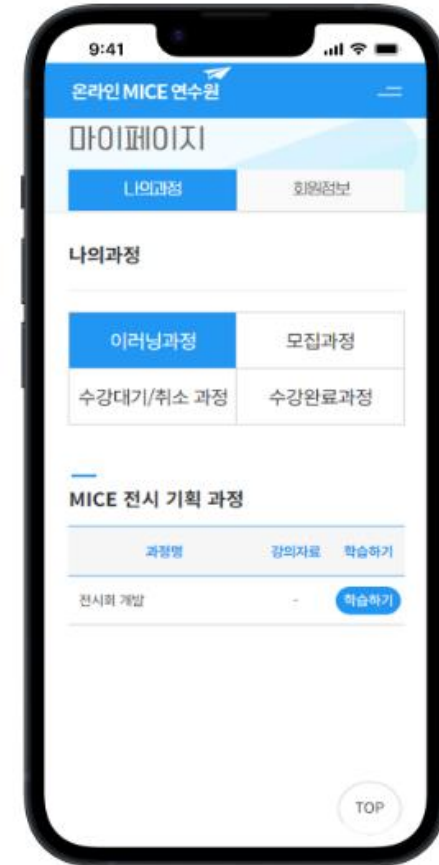 9:41
온라인 MICE 연수원
마이페이지
나의과정 회원정보
나의과정
이러닝과정 모집과정
수강대기/취소 과정 수강완료과정
MICE 전시 기획 과정
과정명 강의자료 학습하기
전시회 개발 - 학습하기
TOP